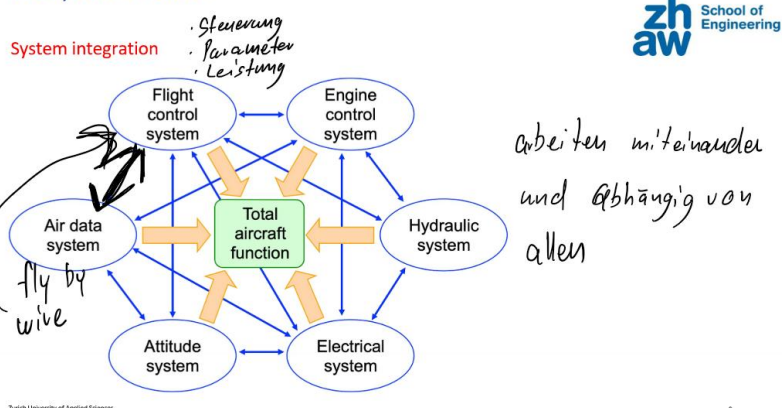 zh
aw
School of
Engineering
System integration
· Steuerung
· Parameter
· Leistung
Flight
control
system
Engine
control
system
Air data
system
Total
aircraft
function
Hydraulic
system
Attitude
system
Electrical
system
fly by
wire
arbeiten miteinander
und abhängig von
allen
Zurich University of Applied Sciences